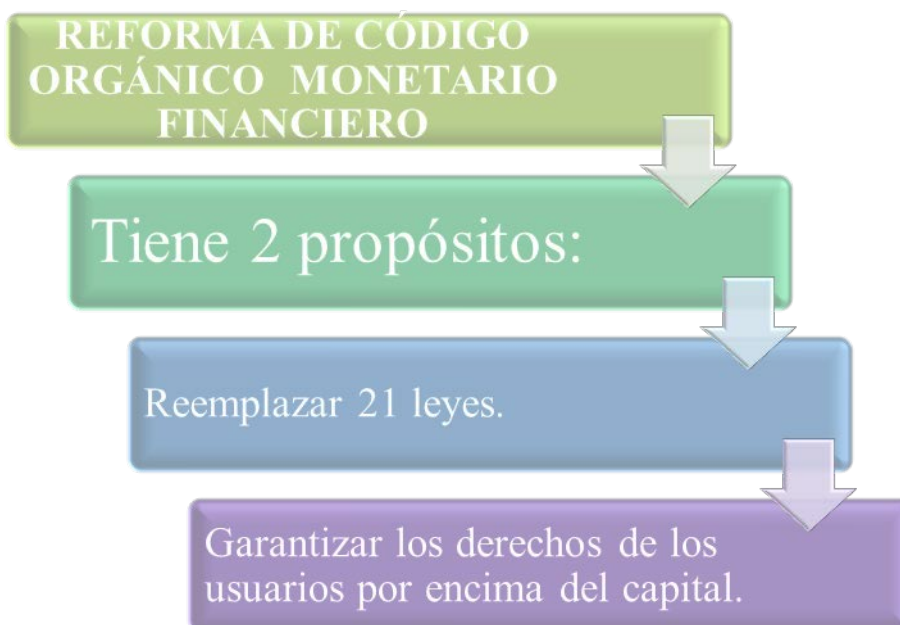 REFORMA DE CÓDIGO
ORGÁNICO MONETARIO
FINANCIERO
Tiene 2 propósitos:
Reemplazar 21 leyes.
Garantizar los derechos de los
usuarios por encima del capital.